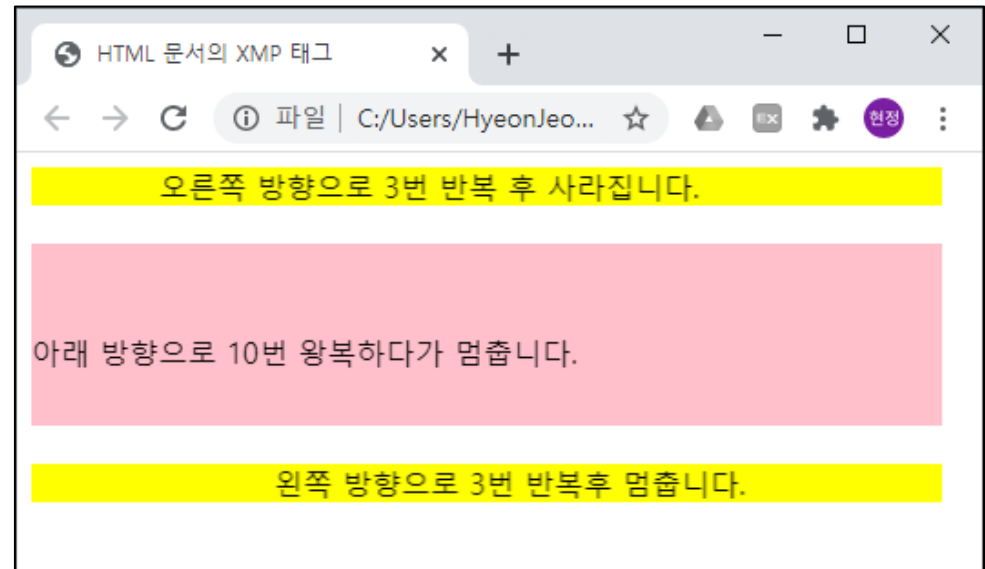 HTML 문서의 XMP 태그
파일 | C:/Users/HyeonJeo...
EX
현정
오른쪽 방향으로 3번 반복 후 사라집니다.
아래 방향으로 10번 왕복하다가 멈춥니다.
왼쪽 방향으로 3번 반복후 멈춥니다.